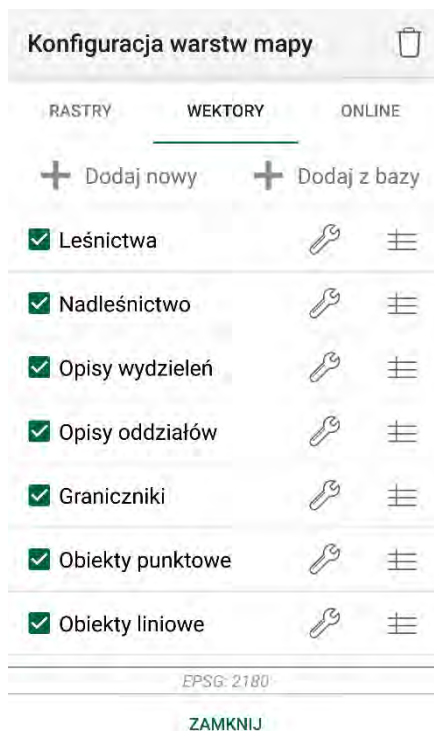 Konfiguracja warstw mapy
RASTRY WEKTORY ONLINE
Dodaj nowy Dodaj z bazy
Leśnictwa
Nadleśnictwo
Opisy wydzieleń
Opisy oddziałów
Graniczniki
Obiekty punktowe
Obiekty liniowe
EPSG: 2180
ZAMKNIJ